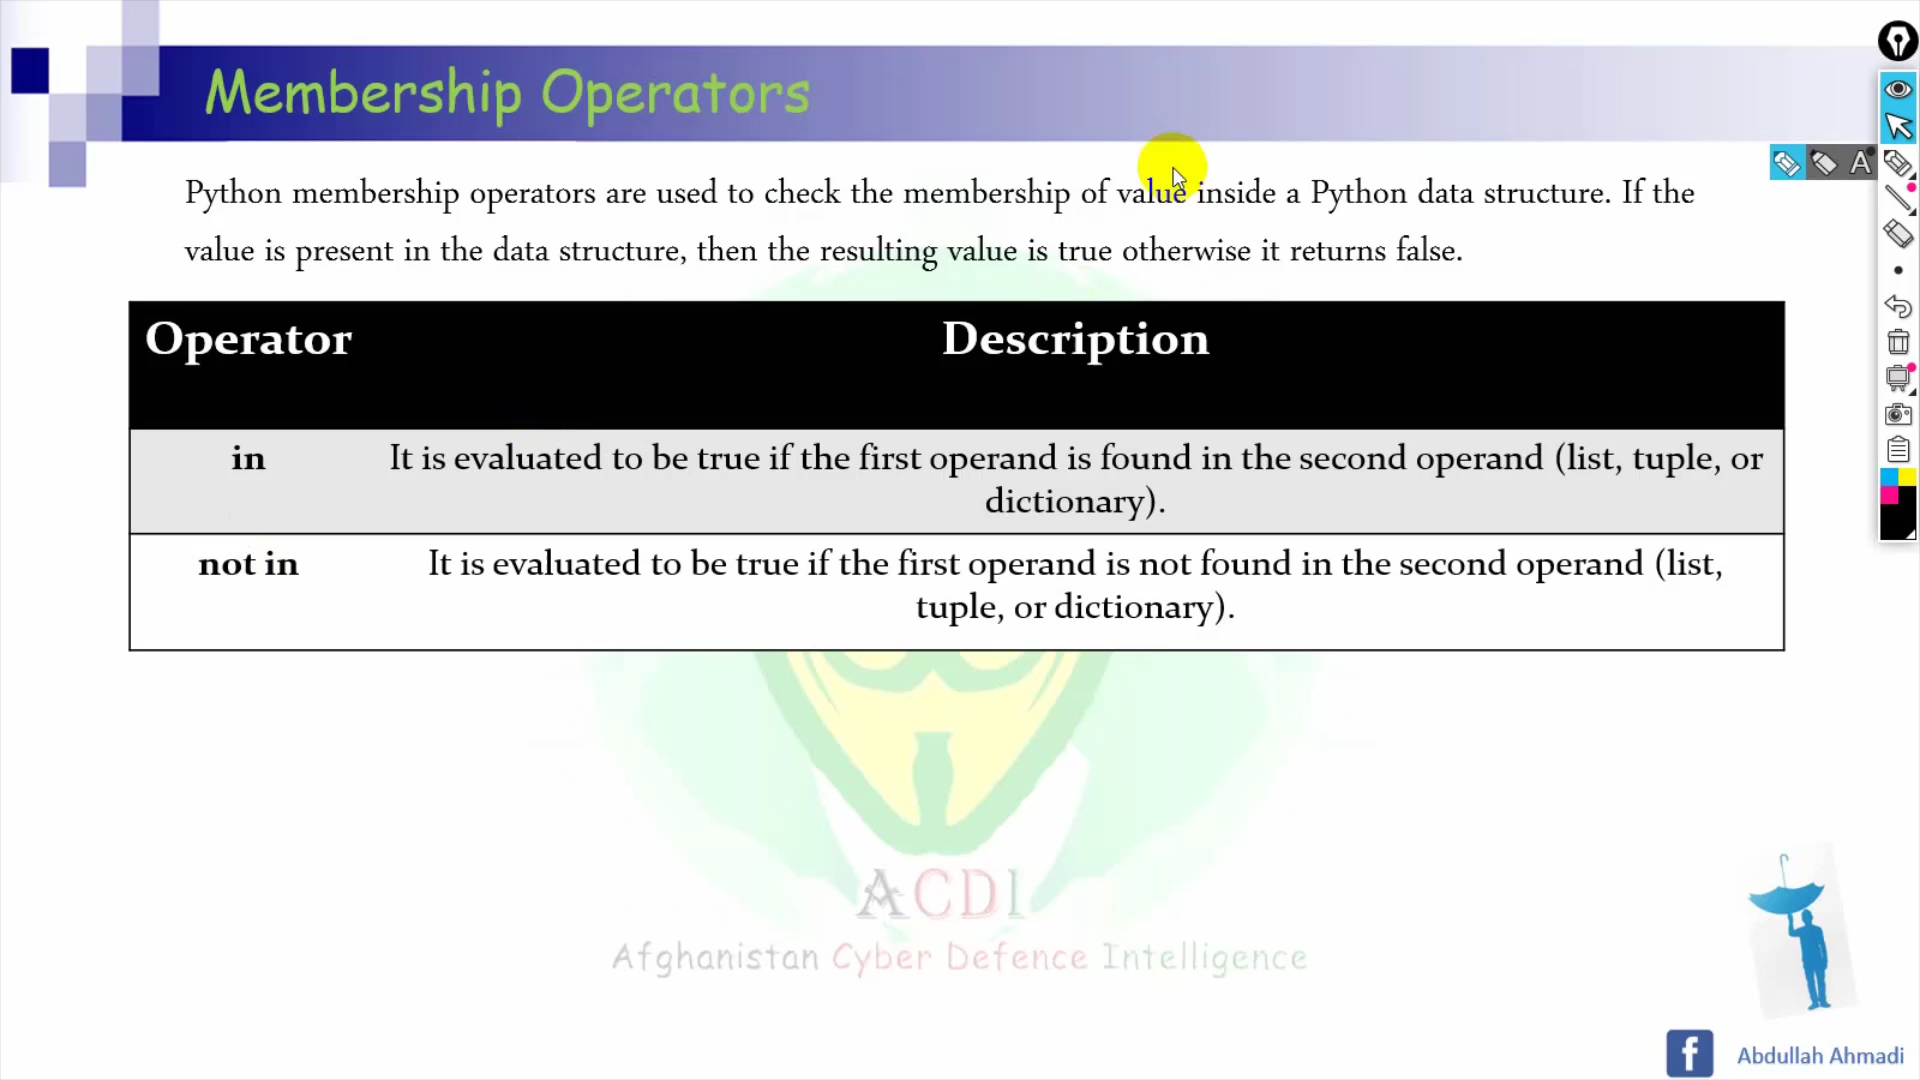 Membership Operators
Python membership operators are used to check the membership of value inside a Python data structure. If the
value is present in the data structure, then the resulting value is true otherwise it returns false.
Operator Description
in It is evaluated to be true if the first operand is found in the second operand (list, tuple, or
dictionary).
not in It is evaluated to be true if the first operand is not found in the second operand (list,
tuple, or dictionary).
ACDI
Afghanistan Cyber Defence Intelligence
f Abdullah Ahmadi
A